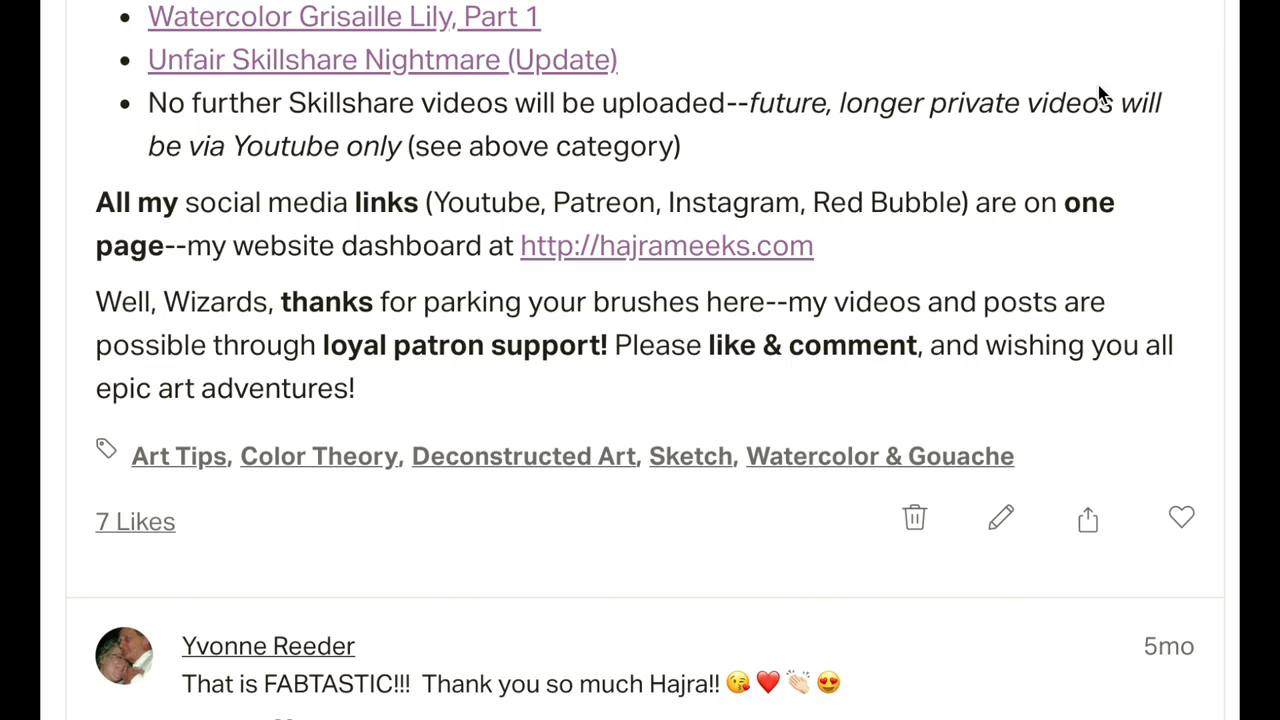 Watercolor Grisaille Lily, Part 1
Unfair Skillshare Nightmare (Update)
No further Skillshare videos will be uploaded--future, longer private videos will
be via Youtube only (see above category)
All my social media links (Youtube, Patreon, Instagram, Red Bubble) are on one
page--my website dashboard at http://hajrameeks.com
Well, Wizards, thanks for parking your brushes here--my videos and posts are
possible through loyal patron support! Please like & comment, and wishing you all
epic art adventures!
Art Tips, Color Theory, Deconstructed Art, Sketch, Watercolor & Gouache
7 Likes
Yvonne Reeder 5mo
That is FABTASTIC!!! Thank you so much Hajra!! 😘 ❤️ 👏🏻 😍